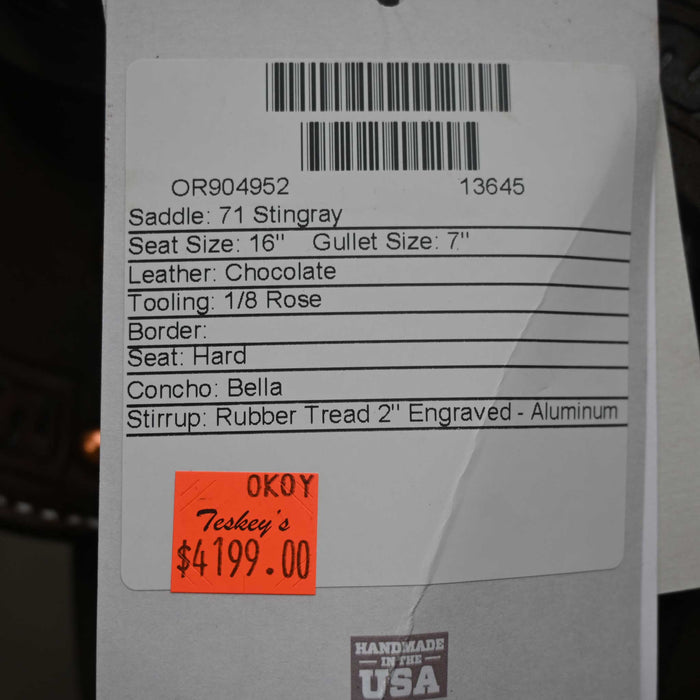 OR904952 13645
Saddle: 71 Stingray
Seat Size: 16" Gullet Size: 7"
Leather: Chocolate
Tooling: 1/8 Rose
Border:
Seat: Hard
Concho: Bella
Stirrup: Rubber Tread 2" Engraved - Aluminum
OKOY
Teskey's
$4199.00
HANDMADE
IN THE
USA